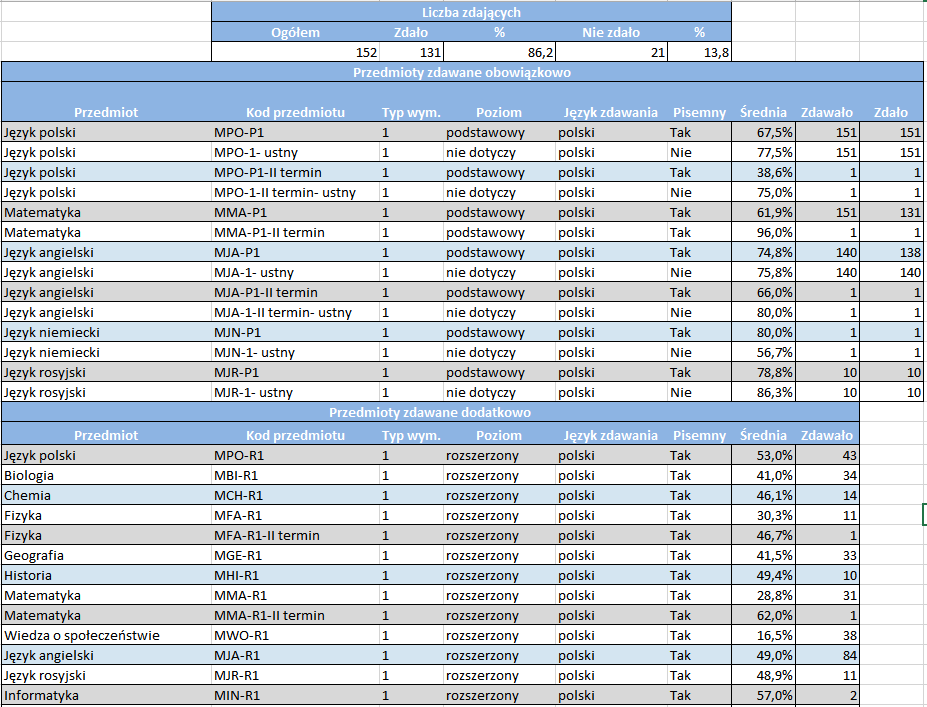 Liczba zdających
Ogółem Zdało % Nie zdało %
152 131 86,2 21 13,8
Przedmioty zdawane obowiązkowo
Przedmiot Kod przedmiotu Typ wym. Poziom Język zdawania Pisemny Średnia Zdawało Zdało
Język polski MPO-P1 1 podstawowy polski Tak 67,5% 151 151
Język polski MPO-1- ustny 1 nie dotyczy polski Nie 77,5% 151 151
Język polski MPO-P1-II termin 1 podstawowy polski Tak 38,6% 1 1
Język polski MPO-1-II termin- ustny 1 nie dotyczy polski Nie 75,0% 1 1
Matematyka MMA-P1 1 podstawowy polski Tak 61,9% 151 131
Matematyka MMA-P1-II termin 1 podstawowy polski Tak 96,0% 1 1
Język angielski MJA-P1 1 podstawowy polski Tak 74,8% 140 138
Język angielski MJA-1- ustny 1 nie dotyczy polski Nie 75,8% 140 140
Język angielski MJA-P1-II termin 1 podstawowy polski Tak 66,0% 1 1
Język angielski MJA-1-II termin- ustny 1 nie dotyczy polski Nie 80,0% 1 1
Język niemiecki MJN-P1 1 podstawowy polski Tak 80,0% 1 1
Język niemiecki MJN-1- ustny 1 nie dotyczy polski Nie 56,7% 1 1
Język rosyjski MJR-P1 1 podstawowy polski Tak 78,8% 10 10
Język rosyjski MJR-1- ustny 1 nie dotyczy polski Nie 86,3% 10 10
Przedmioty zdawane dodatkowo
Przedmiot Kod przedmiotu Typ wym. Poziom Język zdawania Pisemny Średnia Zdawało
Język polski MPO-R1 1 rozszerzony polski Tak 53,0% 43
Biologia MBI-R1 1 rozszerzony polski Tak 41,0% 34
Chemia MCH-R1 1 rozszerzony polski Tak 46,1% 14
Fizyka MFA-R1 1 rozszerzony polski Tak 30,3% 11
Fizyka MFA-R1-II termin 1 rozszerzony polski Tak 46,7% 1
Geografia MGE-R1 1 rozszerzony polski Tak 41,5% 33
Historia MHI-R1 1 rozszerzony polski Tak 49,4% 10
Matematyka MMA-R1 1 rozszerzony polski Tak 28,8% 31
Matematyka MMA-R1-II termin 1 rozszerzony polski Tak 62,0% 1
Wiedza o społeczeństwie MWO-R1 1 rozszerzony polski Tak 16,5% 38
Język angielski MJA-R1 1 rozszerzony polski Tak 49,0% 84
Język rosyjski MJR-R1 1 rozszerzony polski Tak 48,9% 11
Informatyka MIN-R1 1 rozszerzony polski Tak 57,0% 2